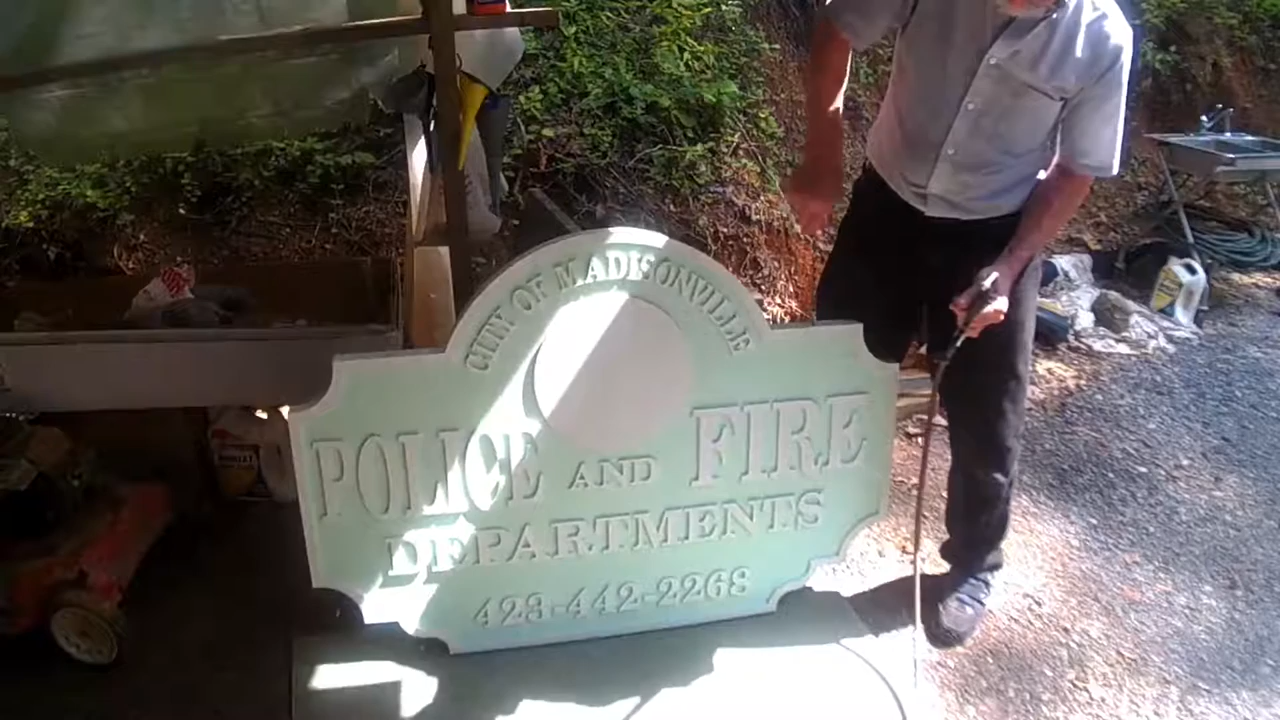 CITY OF MADISONVILLE
POLICE AND FIRE
DEPARTMENTS
423-442-2268